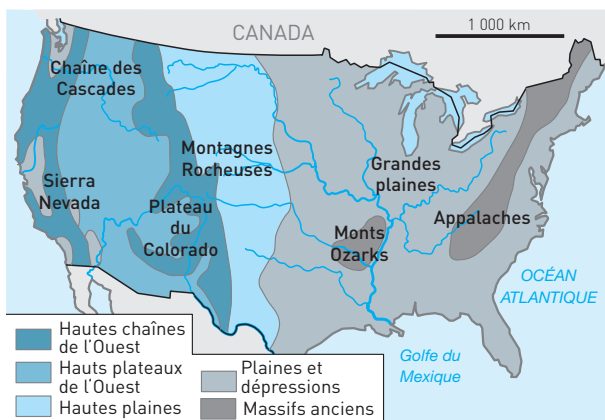 CANADA
1 000 km
Chaîne des
Cascades
Montagnes
Rocheuses
Grandes
plaines
Sierra
Nevada
Plateau
du
Colorado
Monts
Ozarks
Appalaches
OCÉAN
ATLANTIQUE
Golfe du
Mexique
Hautes chaînes
de l'Ouest
Hauts plateaux
de l'Ouest
Hautes plaines
Plaines et
dépressions
Massifs anciens